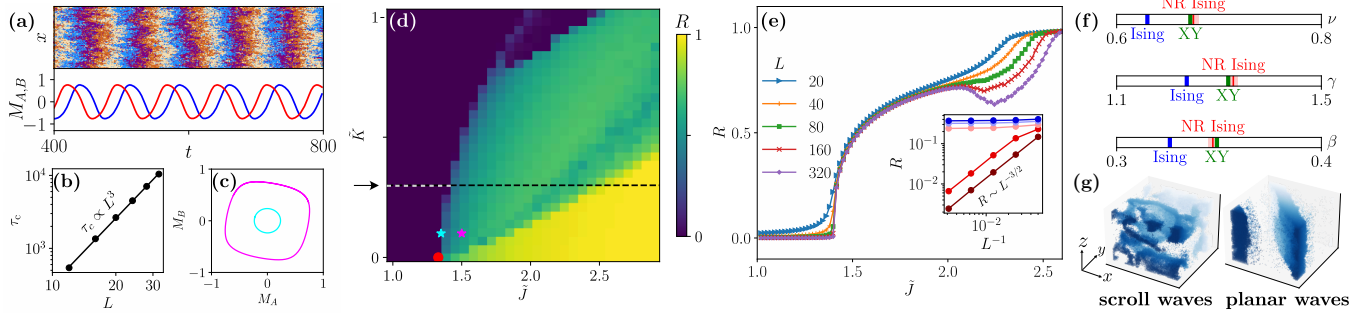 (a)
x
M_{A,B}
1
0
−1
400
t
800
(b)
10^4
10^3
τ_c
τ_c ∝ L^3
20
30
L
(c)
1
0
−1
M_B
−1
0
1
M_A
(d)
1
K̃
0
1.0
1.5
2.0
2.5
J̃
R
1
0
(e)
1.0
0.5
0.0
R
L
20
40
80
160
320
1.0
1.5
2.0
2.5
J̃
10^{-1}
10^{-2}
R
R ∼ L^{-3/2}
10^{-2}
L^{-1}
(f)
0.6
0.8
ν
Ising
XY
NR Ising
NR Ising
1.1
1.5
γ
Ising
XY
NR Ising
0.3
0.4
β
Ising
XY
(g)
z
y
x
scroll waves
planar waves